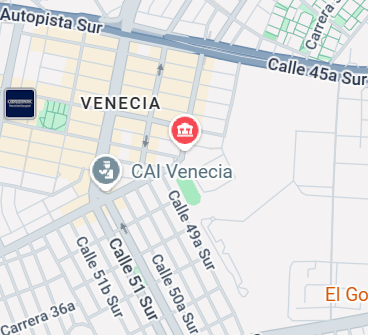 Autopista Sur
Carrera
Calle 45a Sur
VENECIA
CAI Venecia
Calle 49a Sur
Calle 51 Sur
Calle 51b Sur
Calle 50a Sur
El Go
Carrera 36a